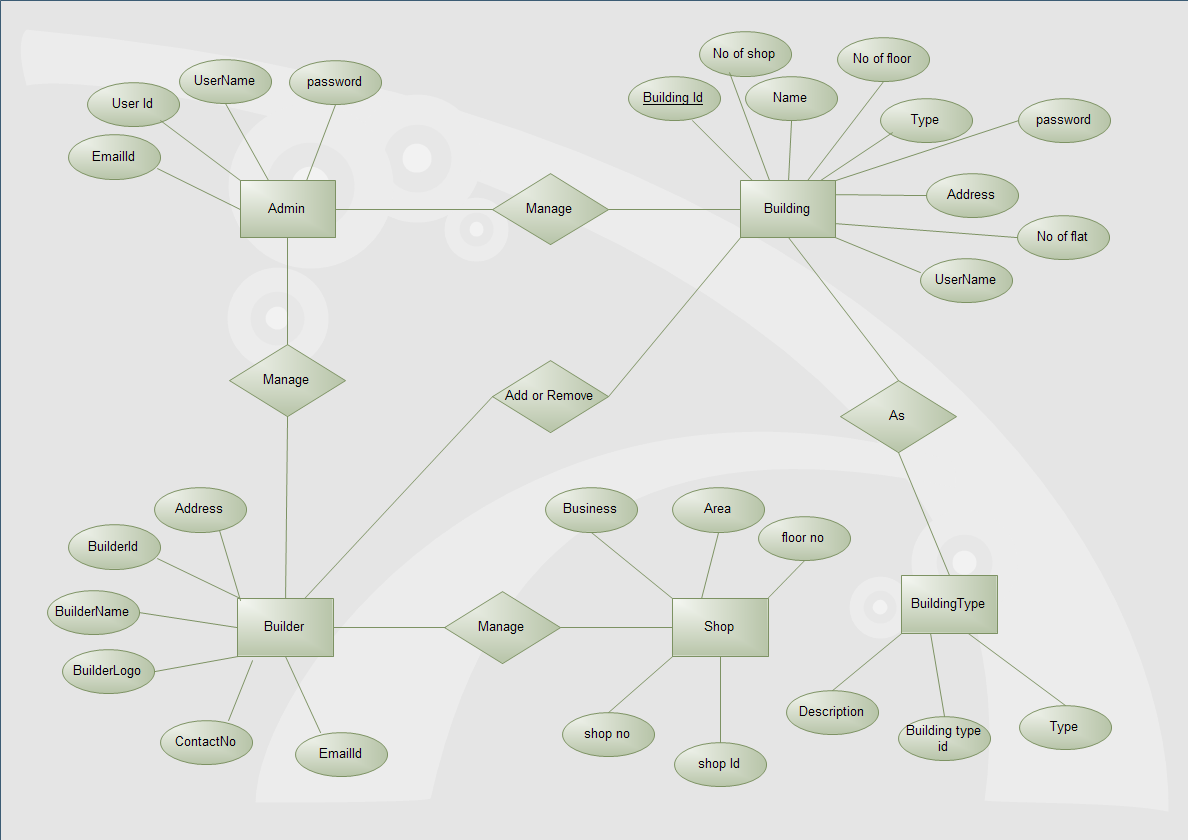 No of shop
No of floor
UserName
password
Building Id
Name
User Id
Type
password
EmailId
Address
Admin
Manage
Building
No of flat
UserName
Manage
Add or Remove
As
Address
Business
Area
floor no
BuilderId
BuilderName
BuildingType
Builder
Manage
Shop
BuilderLogo
Description
ContactNo
EmailId
shop no
shop Id
Building type
id
Type